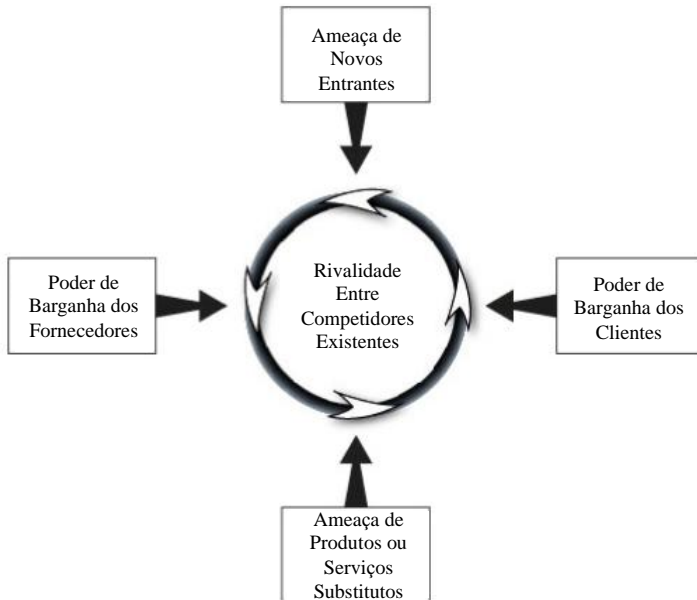 Ameaça de
Novos
Entrantes
Poder de
Barganha dos
Fornecedores
Rivalidade
Entre
Competidores
Existentes
Poder de
Barganha dos
Clientes
Ameaça de
Produtos ou
Serviços
Substitutos